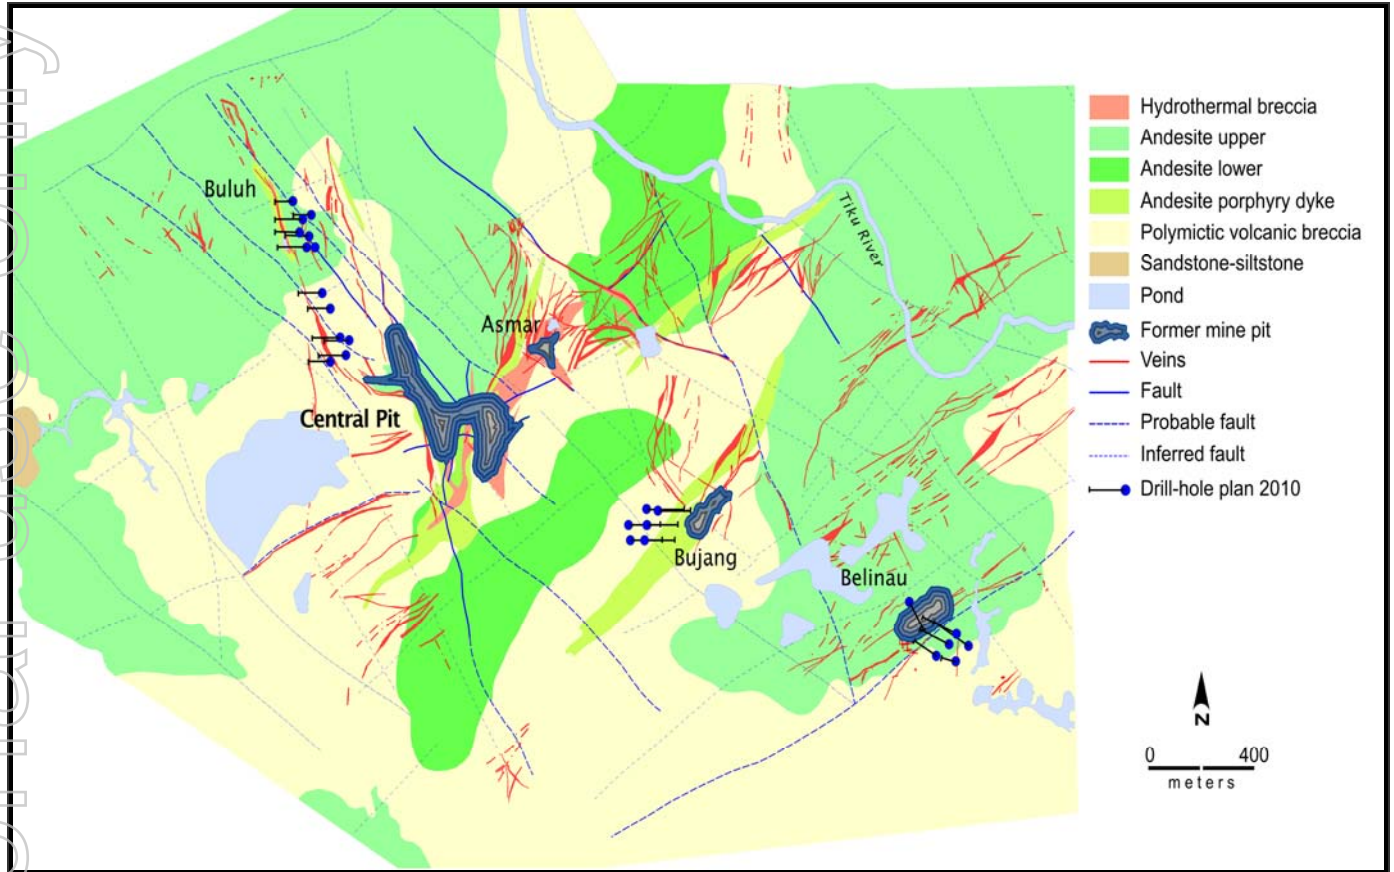 Buluh
Asmar
Central Pit
Bujang
Belinau
Tiku River
Hydrothermal breccia
Andesite upper
Andesite lower
Andesite porphyry dyke
Polymictic volcanic breccia
Sandstone-siltstone
Pond
Former mine pit
Veins
Fault
Probable fault
Inferred fault
Drill-hole plan 2010
N
0 400
meters